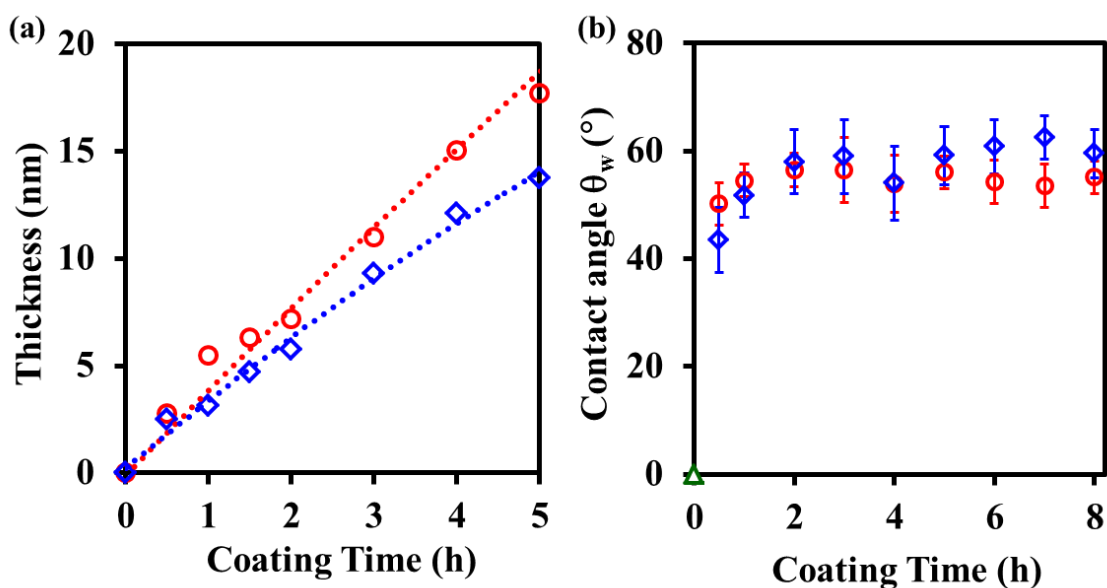 (a)
Thickness (nm)
20
15
10
5
0
0 1 2 3 4 5
Coating Time (h)
(b)
Contact angle θw (°)
80
60
40
20
0
0 2 4 6 8
Coating Time (h)